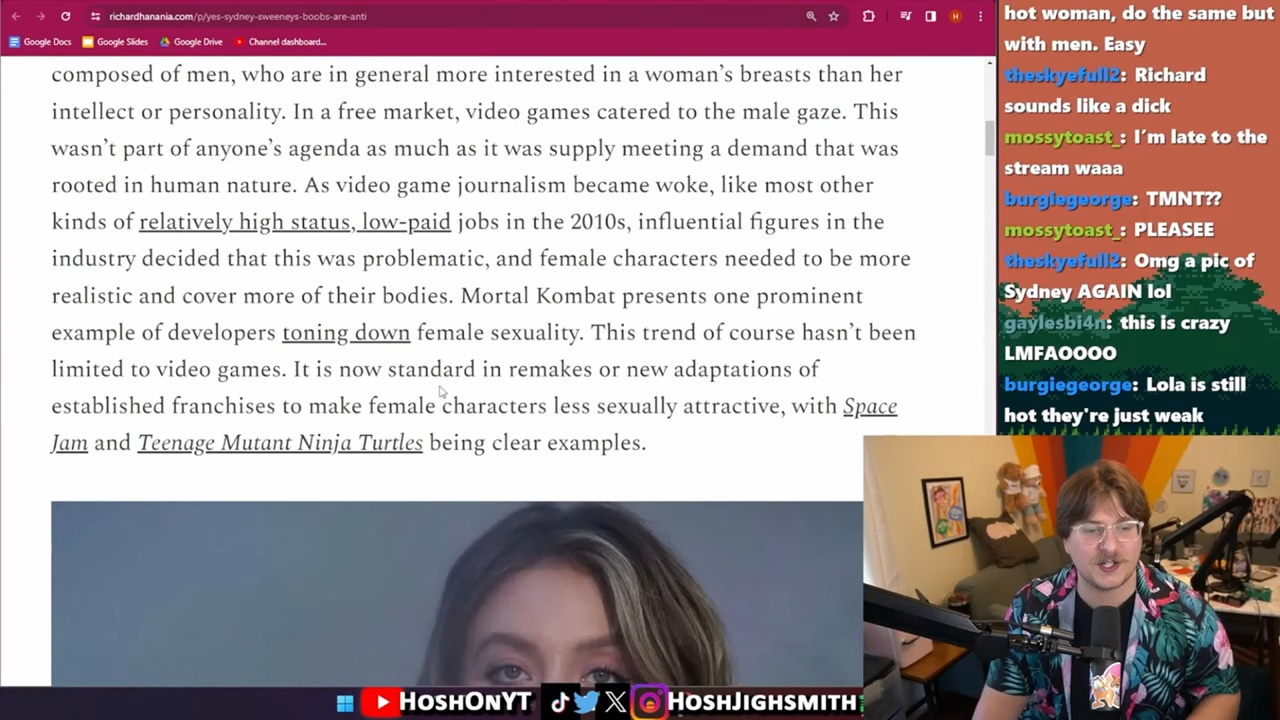 richardhanania.com/p/yes-sydney-sweeneys-boobs-are-anti
H
Google Docs
Google Slides
Google Drive
Channel dashboard...
composed of men, who are in general more interested in a woman's breasts than her
intellect or personality. In a free market, video games catered to the male gaze. This
wasn't part of anyone's agenda as much as it was supply meeting a demand that was
rooted in human nature. As video game journalism became woke, like most other
kinds of relatively high status, low-paid jobs in the 2010s, influential figures in the
industry decided that this was problematic, and female characters needed to be more
realistic and cover more of their bodies. Mortal Kombat presents one prominent
example of developers toning down female sexuality. This trend of course hasn't been
limited to video games. It is now standard in remakes or new adaptations of
established franchises to make female characters less sexually attractive, with Space
Jam and Teenage Mutant Ninja Turtles being clear examples.
hot woman, do the same but
with men. Easy
theskyefull2: Richard
sounds like a dick
mossytoast_: I'm late to the
stream waaa
burgiegeorge: TMNT??
mossytoast_: PLEASEE
theskyefull2: Omg a pic of
Sydney AGAIN lol
gaylesbi4n: this is crazy
LMFAOOOO
burgiegeorge: Lola is still
hot they're just weak
HoshOnYT
HoshJighsmith